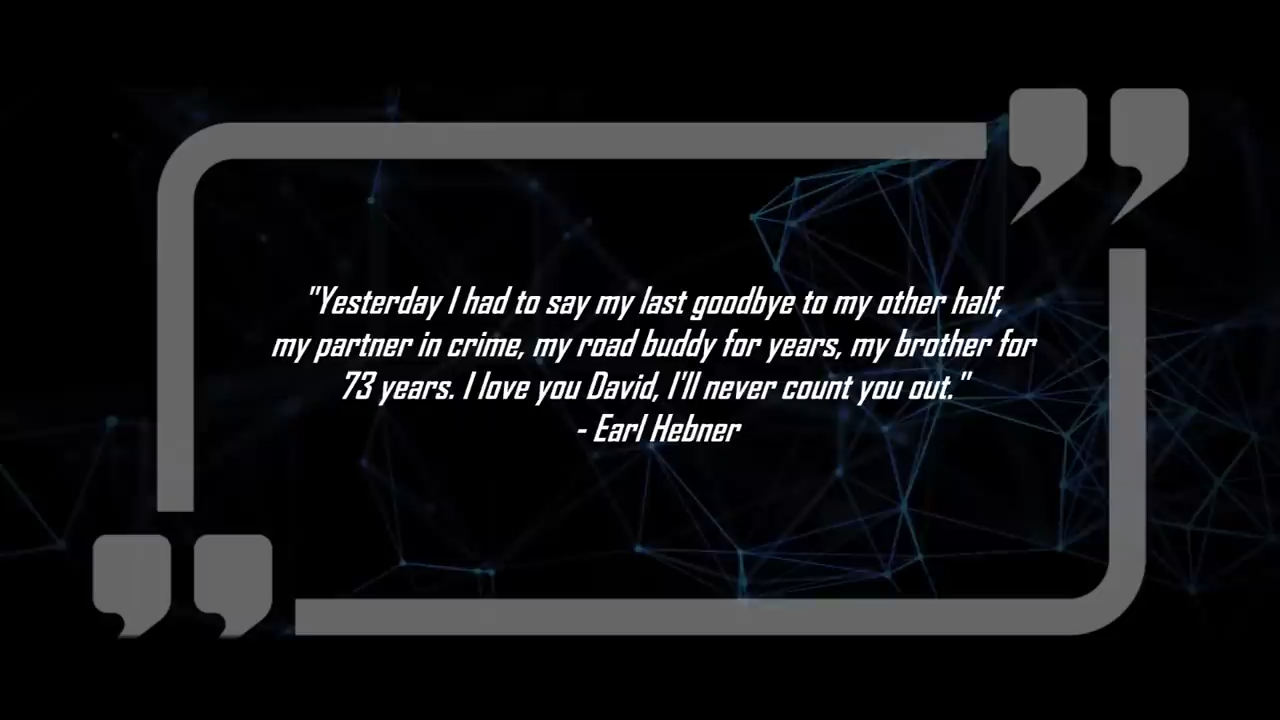 "Yesterday I had to say my last goodbye to my other half,
my partner in crime, my road buddy for years, my brother for
73 years. I love you David, I'll never count you out."
- Earl Hebner